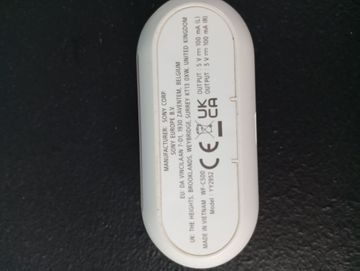 MANUFACTURER: SONY CORP.
SONY EUROPE B.V.
EU: DA VINCILAAN 7-D1, 1930 ZAVENTEM, BELGIUM
UK: THE HEIGHTS, BROOKLANDS, WEYBRIDGE, SURREY KT13 0XW, UNITED KINGDOM
CE UK CA
MADE IN VIETNAM WF-C500 OUTPUT: 5 V ⎓ 100 mA (L)
Model : YY2952 OUTPUT: 5 V ⎓ 100 mA (R)